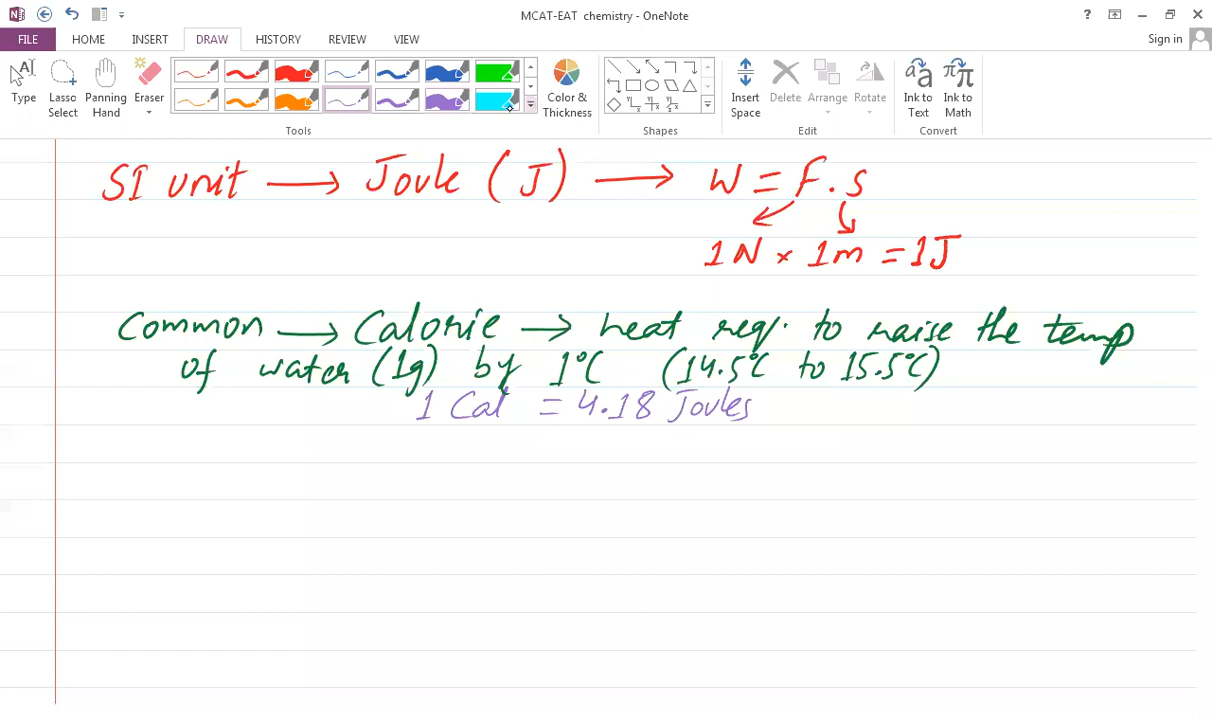 MCAT-EAT chemistry - OneNote
Sign in
FILE HOME INSERT DRAW HISTORY REVIEW VIEW
Type
Lasso Select
Panning Hand
Eraser
Color & Thickness
Insert Space
Delete
Arrange
Rotate
Ink to Text
Ink to Math
Tools
Shapes
Edit
Convert
SI unit → Joule (J) → W = F.S
1N × 1m = 1J
Common → Calorie → heat req. to raise the temp
of water (1g) by 1°C (14.5°C to 15.5°C)
1 Cal = 4.18 Joules